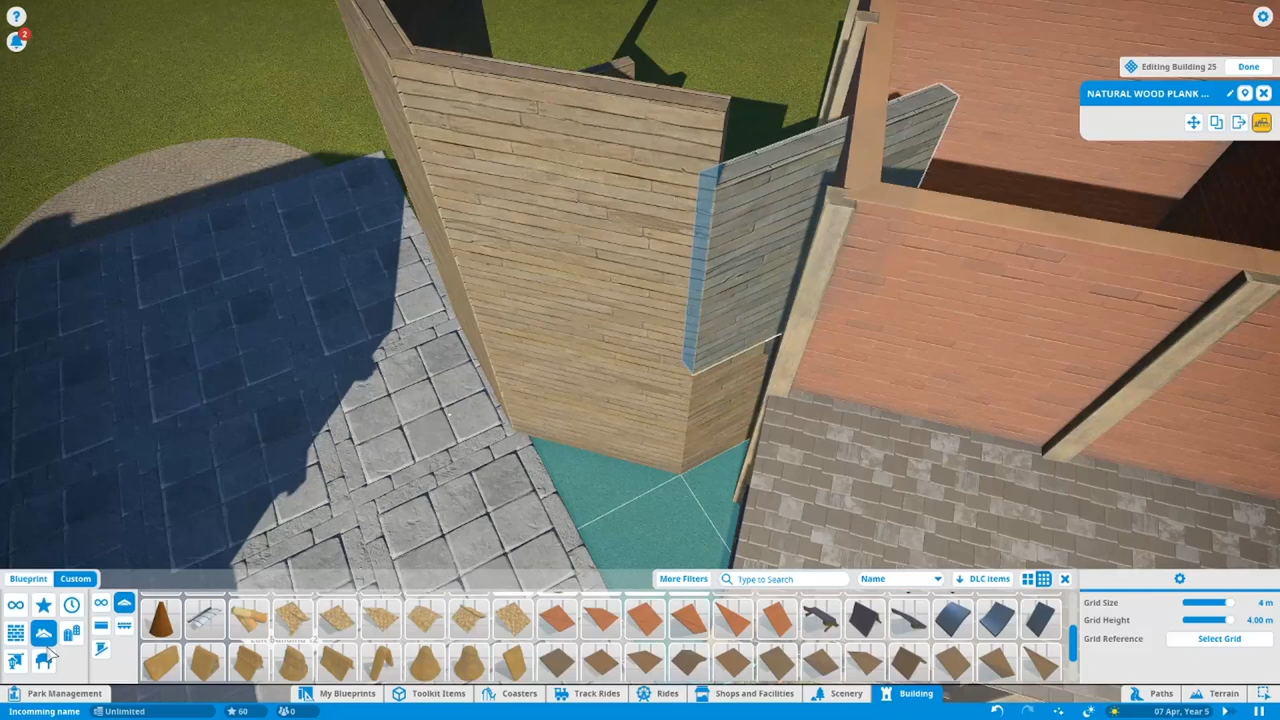 ?
2
Editing Building 25 Done
NATURAL WOOD PLANK ...
Blueprint Custom More Filters Type to Search Name DLC items
Grid Size 4 m
Grid Height 4.00 m
Grid Reference Select Grid
Park Management My Blueprints Toolkit Items Coasters Track Rides Rides Shops and Facilities Scenery Building Paths Terrain
Incoming name Unlimited 60 0 07 Apr, Year 5